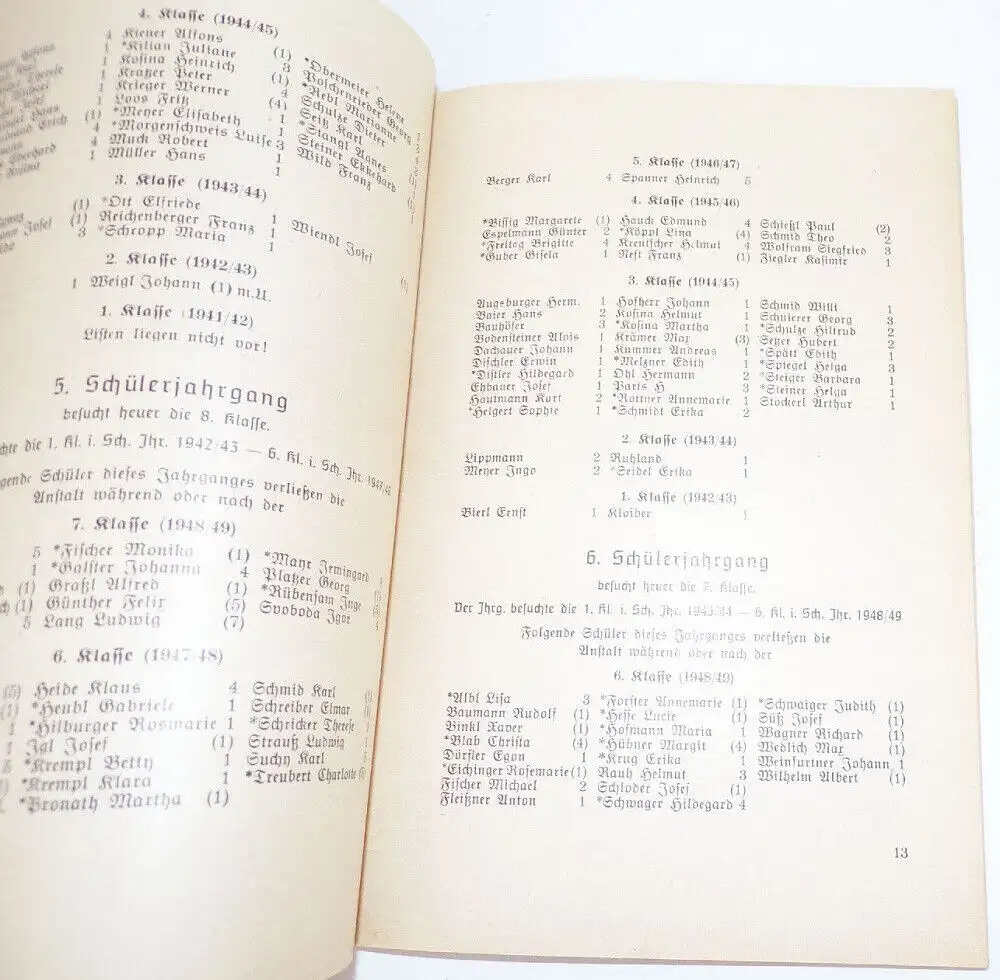 4. Klasse (1944/45)
4 Kiener Alfons (1) *Obermeier Helene
1 *Kilian Juliane
1 Kosina Heinrich 3 Poschenrieder Georg 1
1 Kratzer Peter (1) *Rebl Marianne
1 Krieger Werner 4 Schulze Dieter
1 Loos Fritz (4) Seitz Karl
(1) *Meyer Elisabeth 1 *Stangl Agnes
4 *Morgenschweis Luise 3 Steiner Ekkehard
4 Muck Robert 1 Wild Franz
1 Müller Hans 1
3. Klasse (1943/44)
(1) *Ott Elfriede
(1) Reichenberger Franz 1 Wiendl Josef
3 *Schropp Maria 1
2. Klasse (1942/43)
1 Weigl Johann (1) m.U.
1. Klasse (1941/42)
Listen liegen nicht vor!
5. Schülerjahrgang
besucht heuer die 8. Klasse.
die 1. Kl. i. Sch. Jhr. 1942/43 — 6. Kl. i. Sch. Jhr. 1947/48
Schüler dieses Jahrganges verließen die
Anstalt während oder nach der
7. Klasse (1948/49)
5 *Fischer Monika (1) *Mayr Irmingard 1
1 *Galster Johanna 4 Platzer Georg
(1) Graßl Alfred (1) *Rübensam Inge
(1) Günther Felix (5) Svoboda Igor
5 Lang Ludwig (7)
6. Klasse (1947/48)
(5) Heide Klaus 4 Schmid Karl
(1) *Heubl Gabriele 1 Schreiber Elmar
1 *Hilburger Rosmarie 1 *Schricker Therese
1 Igl Josef (1) Strauß Ludwig
5 *Krempl Betty 1 Suchy Karl
*Krempl Klara 1 *Treubert Charlotte
*Pronath Martha (1)
5. Klasse (1946/47)
Berger Karl 4 Spanner Heinrich 5
4. Klasse (1945/46)
*Bissig Margarete (1) Hauck Edmund 4 Schießl Paul (2)
Espelmann Günter 2 *Köppl Lina (4) Schmid Theo 2
*Freitag Brigitte 4 Krentscher Helmut 4 Wolfram Siegfried 3
*Guber Gisela 1 Nest Franz (1) Ziegler Kasimir 1
3. Klasse (1944/45)
Augsburger Herm. 1 Hofherr Johann 1 Schmid Willi 1
Baier Hans 2 Kosina Helmut 1 Schuierer Georg 3
Bauhöfer 3 *Kosina Martha 1 *Schulze Hiltrud 2
Bodensteiner Alois 1 Krämer Max (3) Setzer Hubert 2
Dachauer Johann 1 Kummer Andreas 1 *Spätt Edith 1
Dischler Erwin 1 *Melzner Edith 1 *Spiegel Helga 3
*Distler Hildegard 1 Ohl Hermann 2 *Steiger Barbara 1
Ehbauer Josef 1 Parts H 3 *Steiner Helga 1
Hautmann Kurt 2 *Rottner Annemarie 1 Stockerl Arthur 1
*Helgert Sophie 1 *Schmidt Erika 2
2. Klasse (1943/44)
Lippmann 2 Ruhland 1
Meyer Ingo 2 *Seidel Erika 1
1. Klasse (1942/43)
Bierl Ernst 1 Kloiber 1
6. Schülerjahrgang
besucht heuer die 7. Klasse.
Der Jhrg. besuchte die 1. Kl. i. Sch. Jhr. 1943/44 — 6. Kl. i. Sch. Jhr. 1948/49
Folgende Schüler dieses Jahrganges verließen die
Anstalt während oder nach der
6. Klasse (1948/49)
*Albl Lisa 3 *Forster Annemarie (1) *Schwaiger Judith (1)
Baumann Rudolf (1) *Hesse Lucie (1) Süß Josef (1)
Binkl Xaver (1) *Hofmann Maria 1 Wagner Richard (1)
*Blab Christa (4) *Hübner Margit (4) Wedlich Max (1)
Dörfler Egon 1 *Krug Erika 1 Weinfurtner Johann 1
*Eichinger Rosemarie (1) Rauh Helmut 3 Wilhelm Albert (1)
Fischer Michael 2 Schloder Josef (1)
Fleißner Anton 1 *Schwager Hildegard 4
13